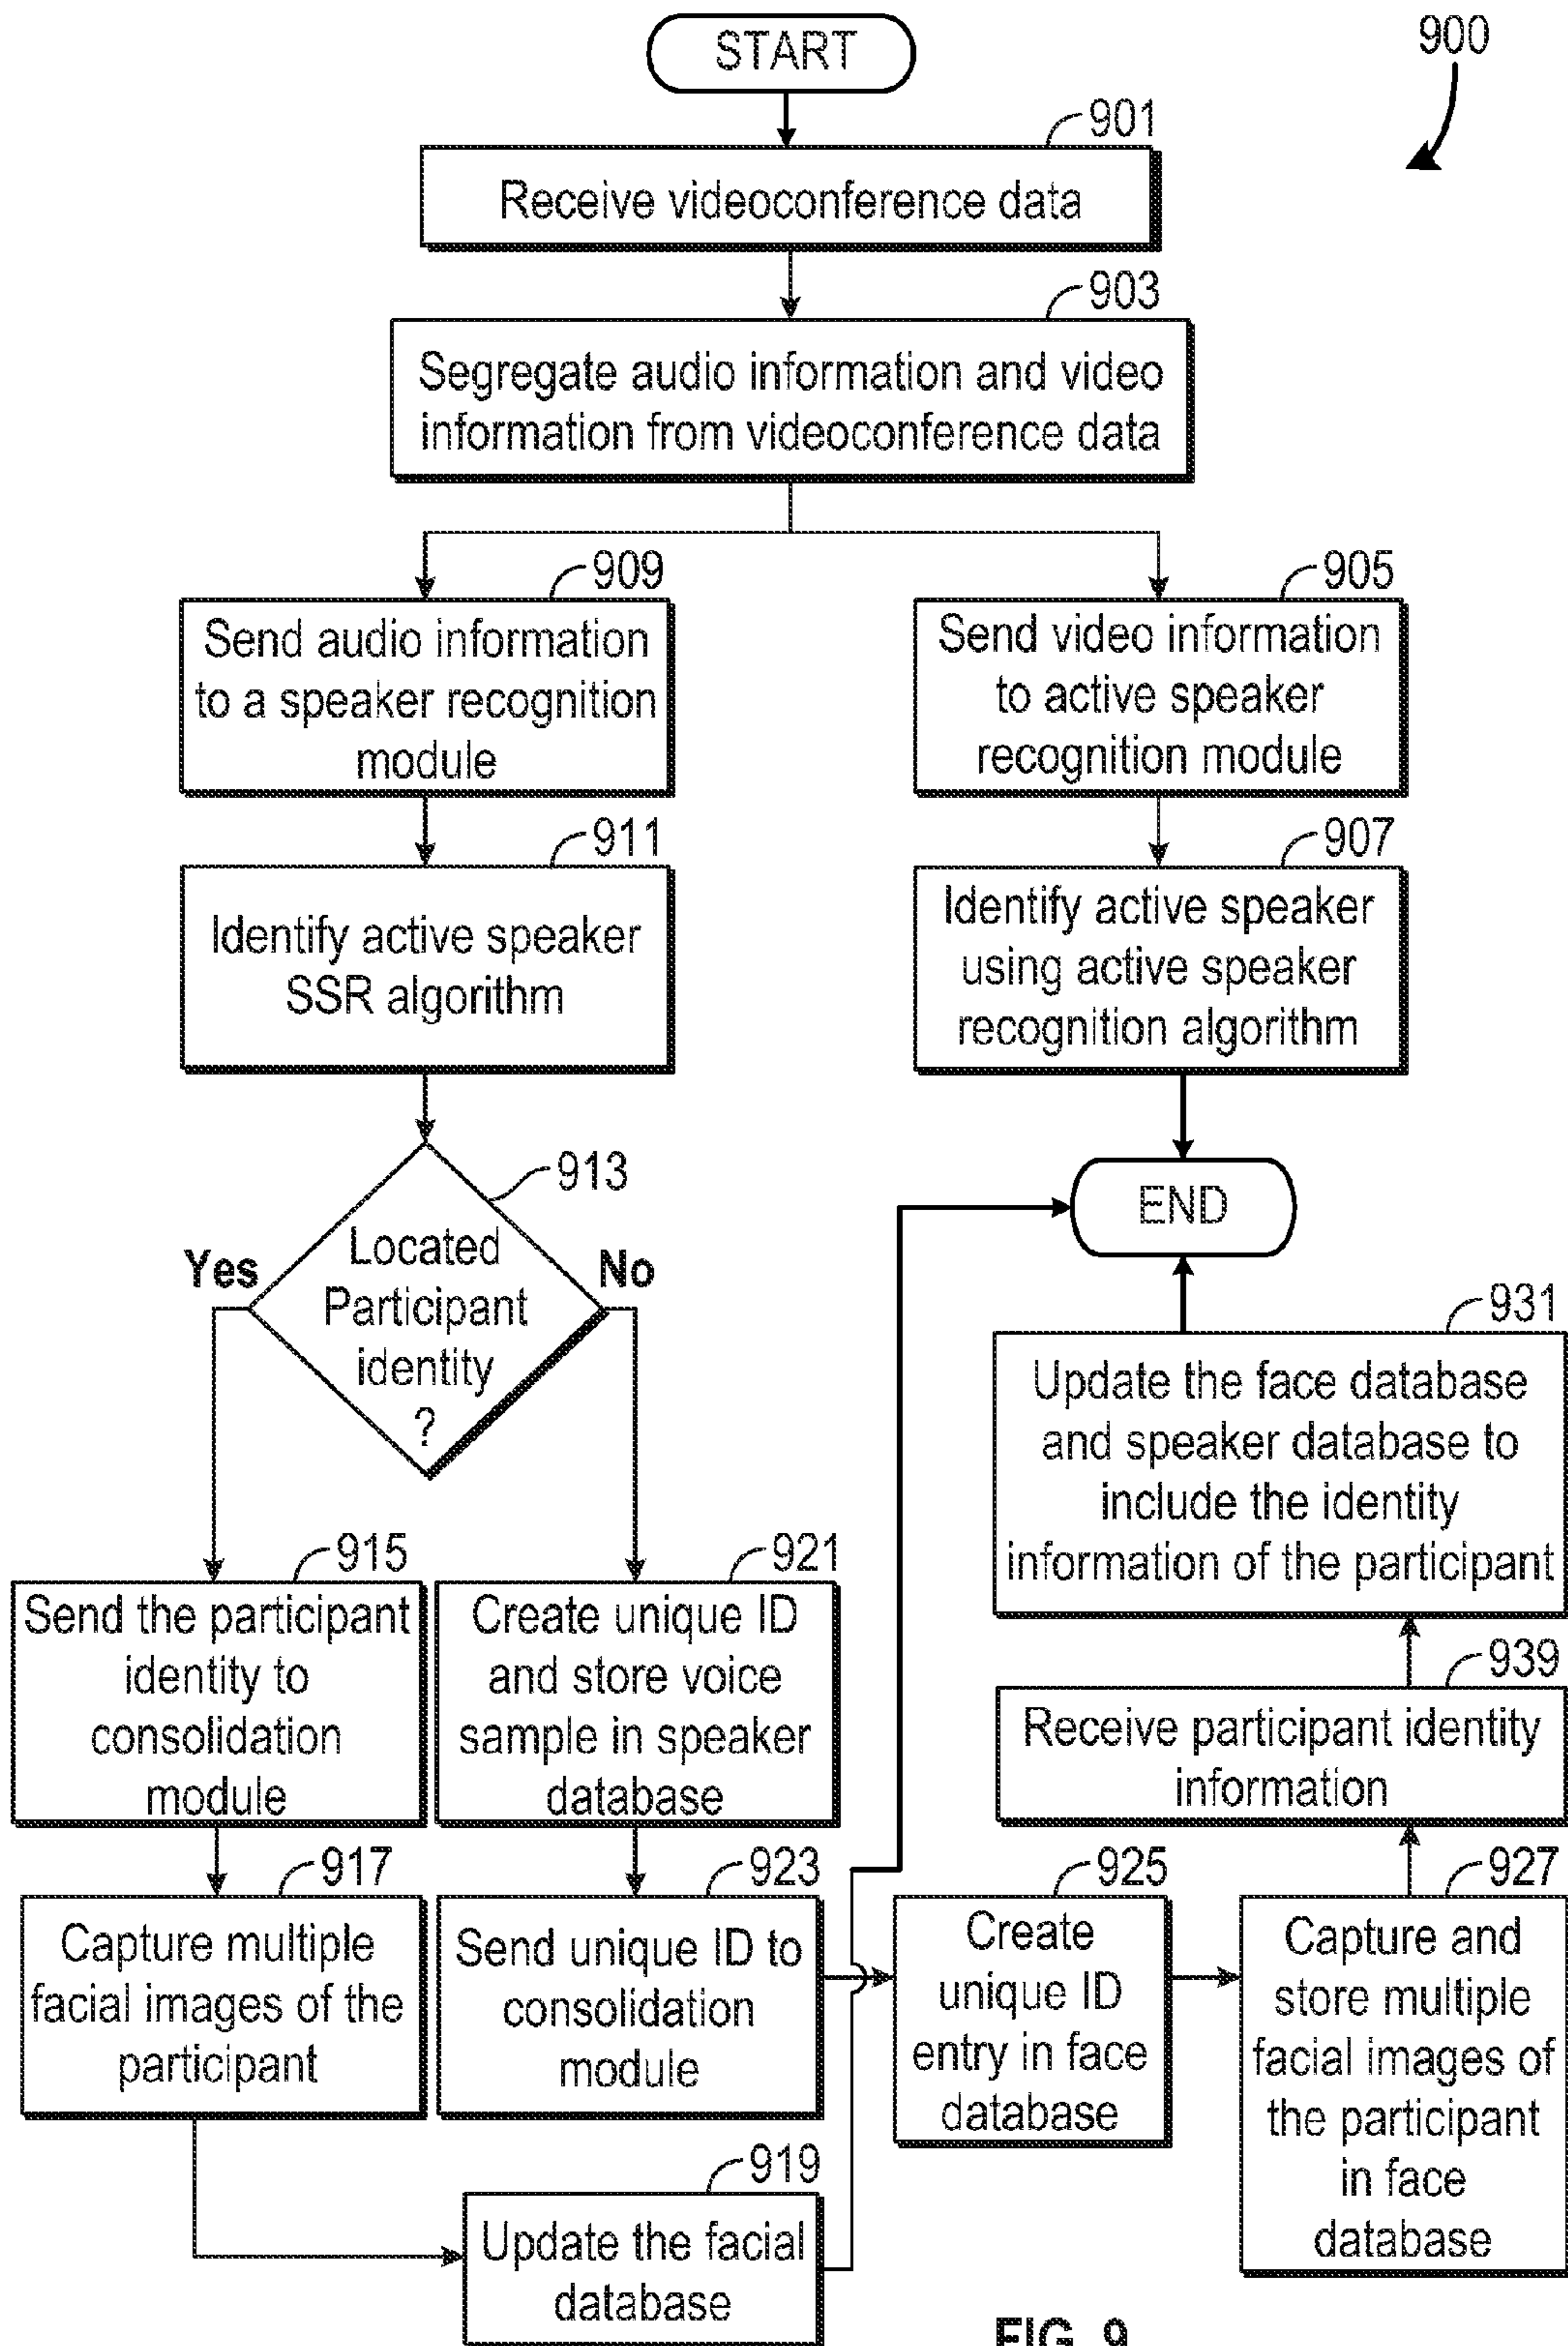 START
900
901
Receive videoconference data
903
Segregate audio information and video
information from videoconference data
909
Send audio information
to a speaker recognition
module
905
Send video information
to active speaker
recognition module
911
Identify active speaker
SSR algorithm
907
Identify active speaker
using active speaker
recognition algorithm
913
Located
Participant
identity
?
Yes
No
END
931
Update the face database
and speaker database to
include the identity
information of the participant
915
Send the participant
identity to
consolidation
module
921
Create unique ID
and store voice
sample in speaker
database
939
Receive participant identity
information
917
Capture multiple
facial images of the
participant
923
Send unique ID to
consolidation
module
925
Create
unique ID
entry in face
database
927
Capture and
store multiple
facial images of
the participant
in face
database
919
Update the facial
database
FIG. 9